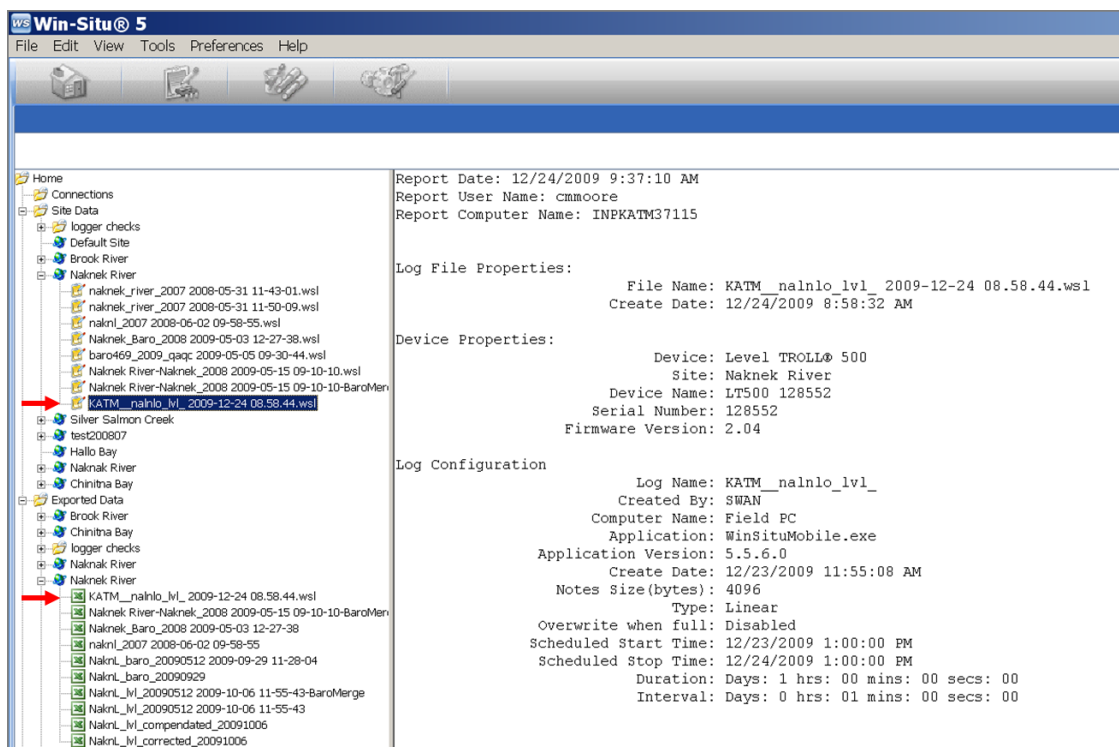 Win-Situ® 5
File Edit View Tools Preferences Help
Home
Connections
Site Data
logger checks
Default Site
Brook River
Naknek River
naknek_river_2007 2008-05-31 11-43-01.wsl
naknek_river_2007 2008-05-31 11-50-09.wsl
naknl_2007 2008-06-02 09-58-55.wsl
Naknek_Baro_2008 2009-05-03 12-27-38.wsl
baro469_2009_qaqc 2009-05-05 09-30-44.wsl
Naknek River-Naknek_2008 2009-05-15 09-10-10.wsl
Naknek River-Naknek_2008 2009-05-15 09-10-10-BaroMer
KATM__nalnlo_lvl_ 2009-12-24 08.58.44.wsl
Silver Salmon Creek
test200807
Hallo Bay
Naknak River
Chinitna Bay
Exported Data
Brook River
Chinitna Bay
logger checks
Naknak River
Naknek River
KATM__nalnlo_lvl_ 2009-12-24 08.58.44.wsl
Naknek River-Naknek_2008 2009-05-15 09-10-10-BaroMer
Naknek_Baro_2008 2009-05-03 12-27-38
naknl_2007 2008-06-02 09-58-55
NaknL_baro_20090512 2009-09-29 11-28-04
NaknL_baro_20090929
NaknL_lvl_20090512 2009-10-06 11-55-43-BaroMerge
NaknL_lvl_20090512 2009-10-06 11-55-43
NaknL_lvl_compendated_20091006
NaknL_lvl_corrected_20091006
Report Date: 12/24/2009 9:37:10 AM
Report User Name: cmmoore
Report Computer Name: INPKATM37115
Log File Properties:
File Name: KATM__nalnlo_lvl_ 2009-12-24 08.58.44.wsl
Create Date: 12/24/2009 8:58:32 AM
Device Properties:
Device: Level TROLL® 500
Site: Naknek River
Device Name: LT500 128552
Serial Number: 128552
Firmware Version: 2.04
Log Configuration
Log Name: KATM__nalnlo_lvl_
Created By: SWAN
Computer Name: Field PC
Application: WinSituMobile.exe
Application Version: 5.5.6.0
Create Date: 12/23/2009 11:55:08 AM
Notes Size(bytes): 4096
Type: Linear
Overwrite when full: Disabled
Scheduled Start Time: 12/23/2009 1:00:00 PM
Scheduled Stop Time: 12/24/2009 1:00:00 PM
Duration: Days: 1 hrs: 00 mins: 00 secs: 00
Interval: Days: 0 hrs: 01 mins: 00 secs: 00